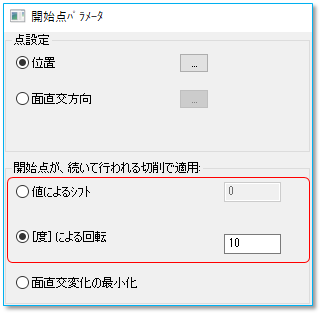 開始点ﾊﾟﾗﾒｰﾀ
点設定
位置
...
面直交方向
...
開始点が、続いて行われる切削で適用:
値によるｼﾌﾄ
0
[度] による回転
10
面直交変化の最小化